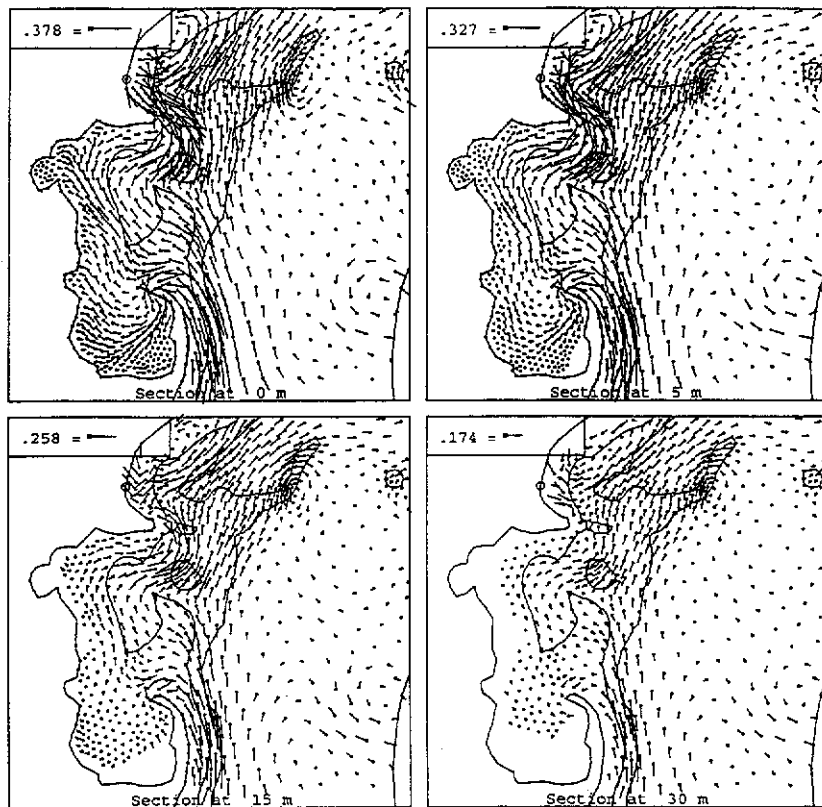 .378 =
Section at 0 m
.327 =
Section at 5 m
.258 =
Section at 15 m
.174 =
Section at 30 m